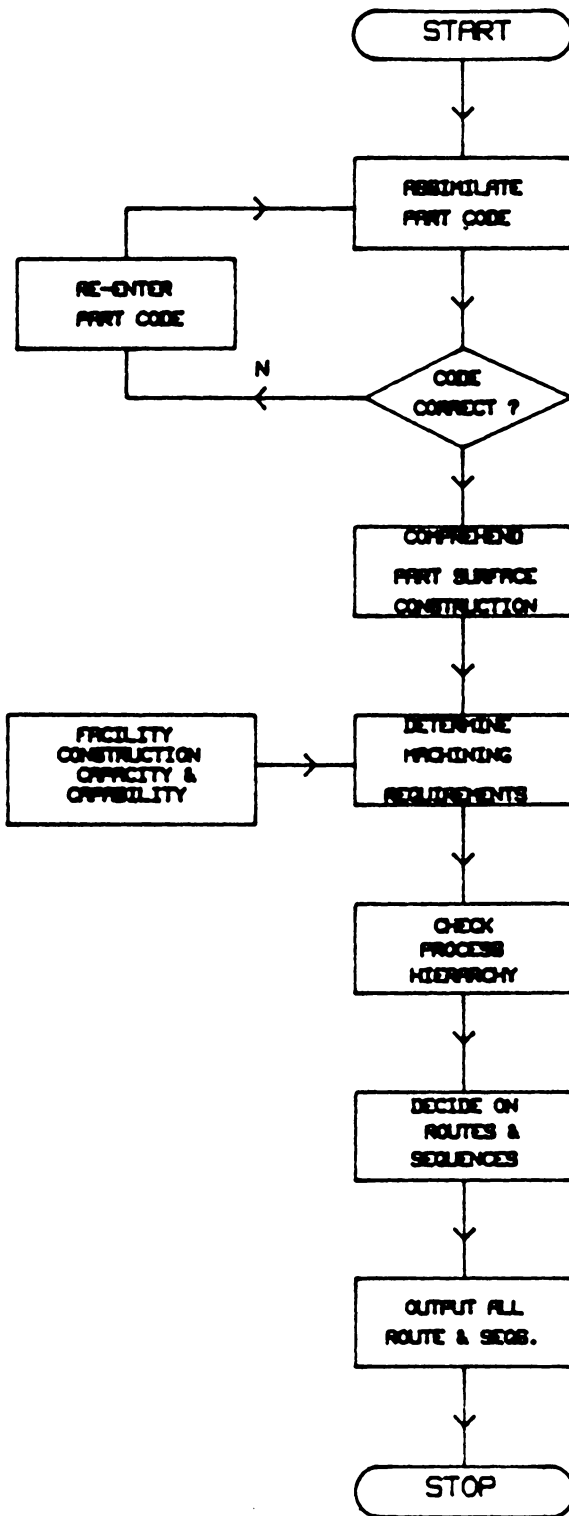 START
ASSIMILATE
PART CODE
RE-ENTER
PART CODE
N
CODE
CORRECT ?
COMPREHEND
PART SURFACE
CONSTRUCTION
FACILITY
CONSTRUCTION
CAPACITY &
CAPABILITY
DETERMINE
MACHINING
REQUIREMENTS
CHECK
PROCESS
HIERARCHY
DECIDE ON
ROUTES &
SEQUENCES
OUTPUT ALL
ROUTE & SEQS.
STOP